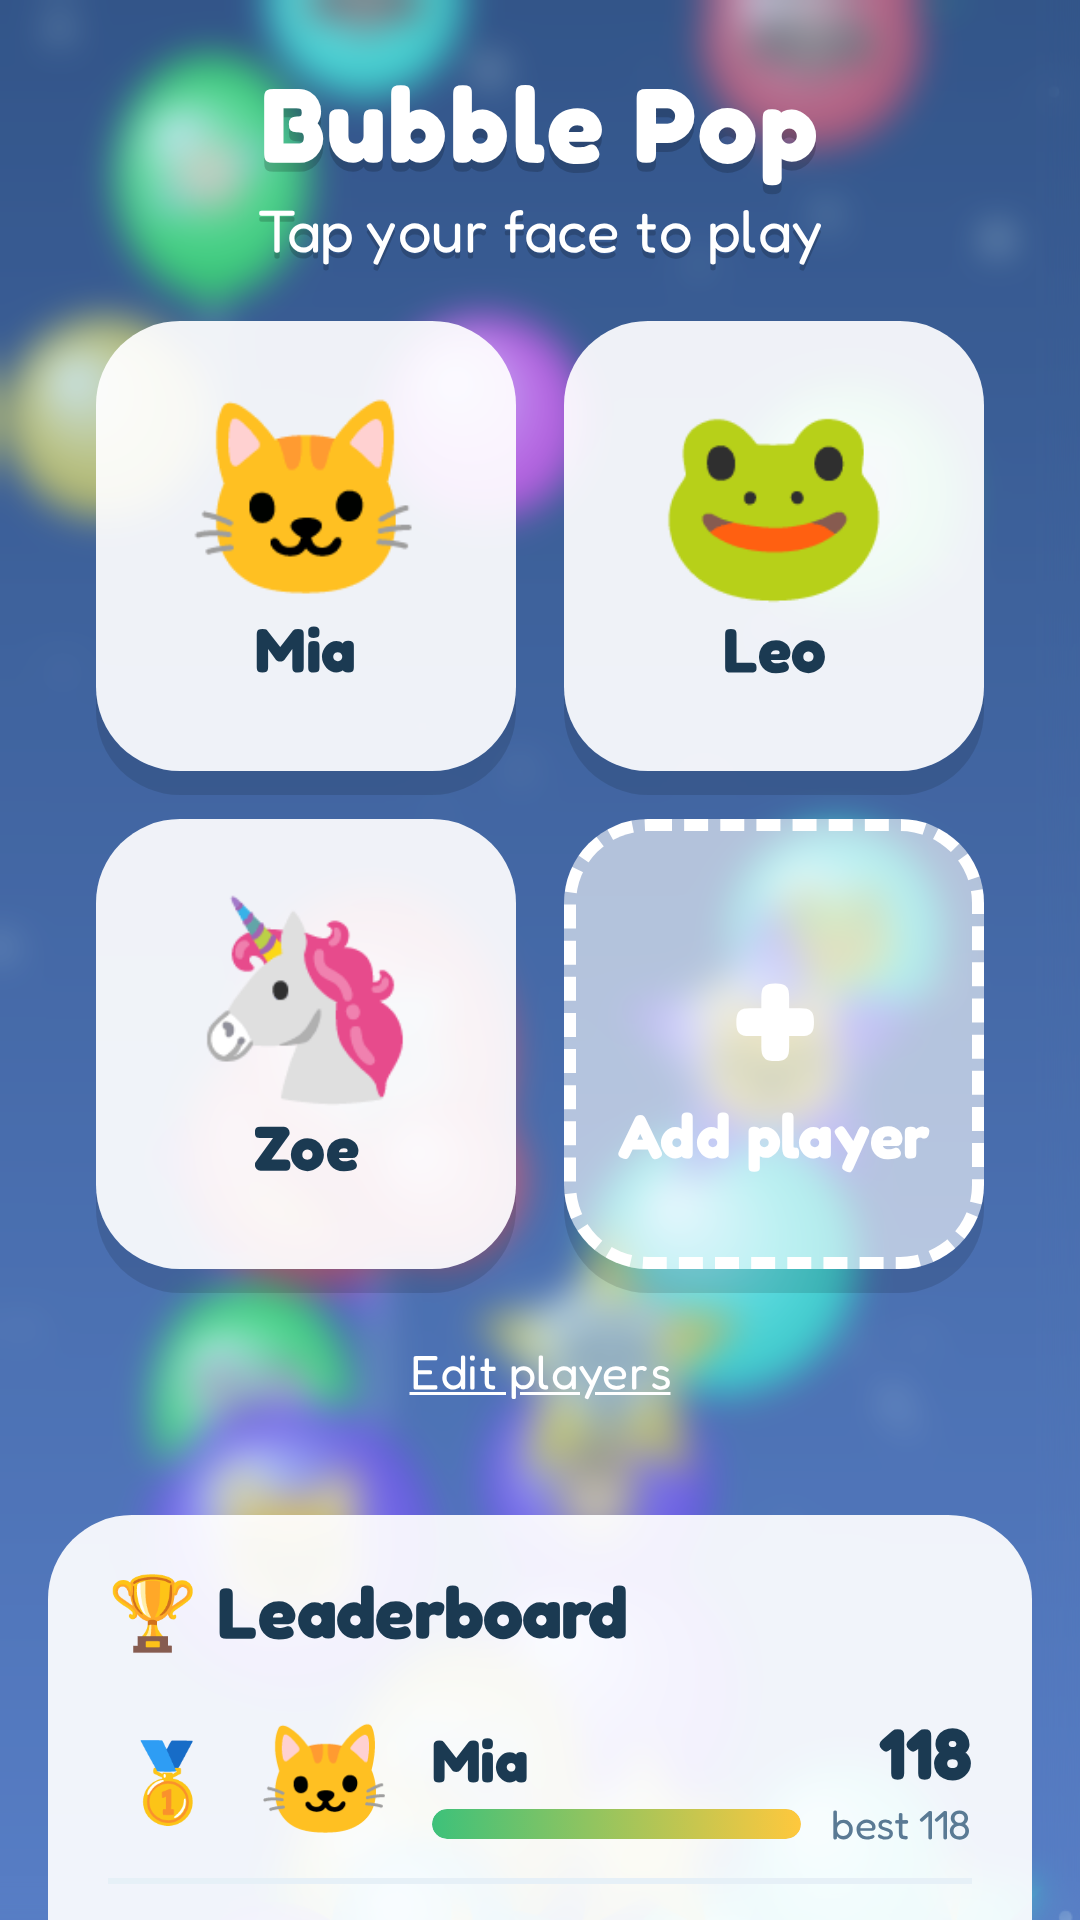 Bubble Pop
Tap your face to play
Mia
Leo
Zoe
Add player
Edit players
Leaderboard
1
Mia
118
best 118